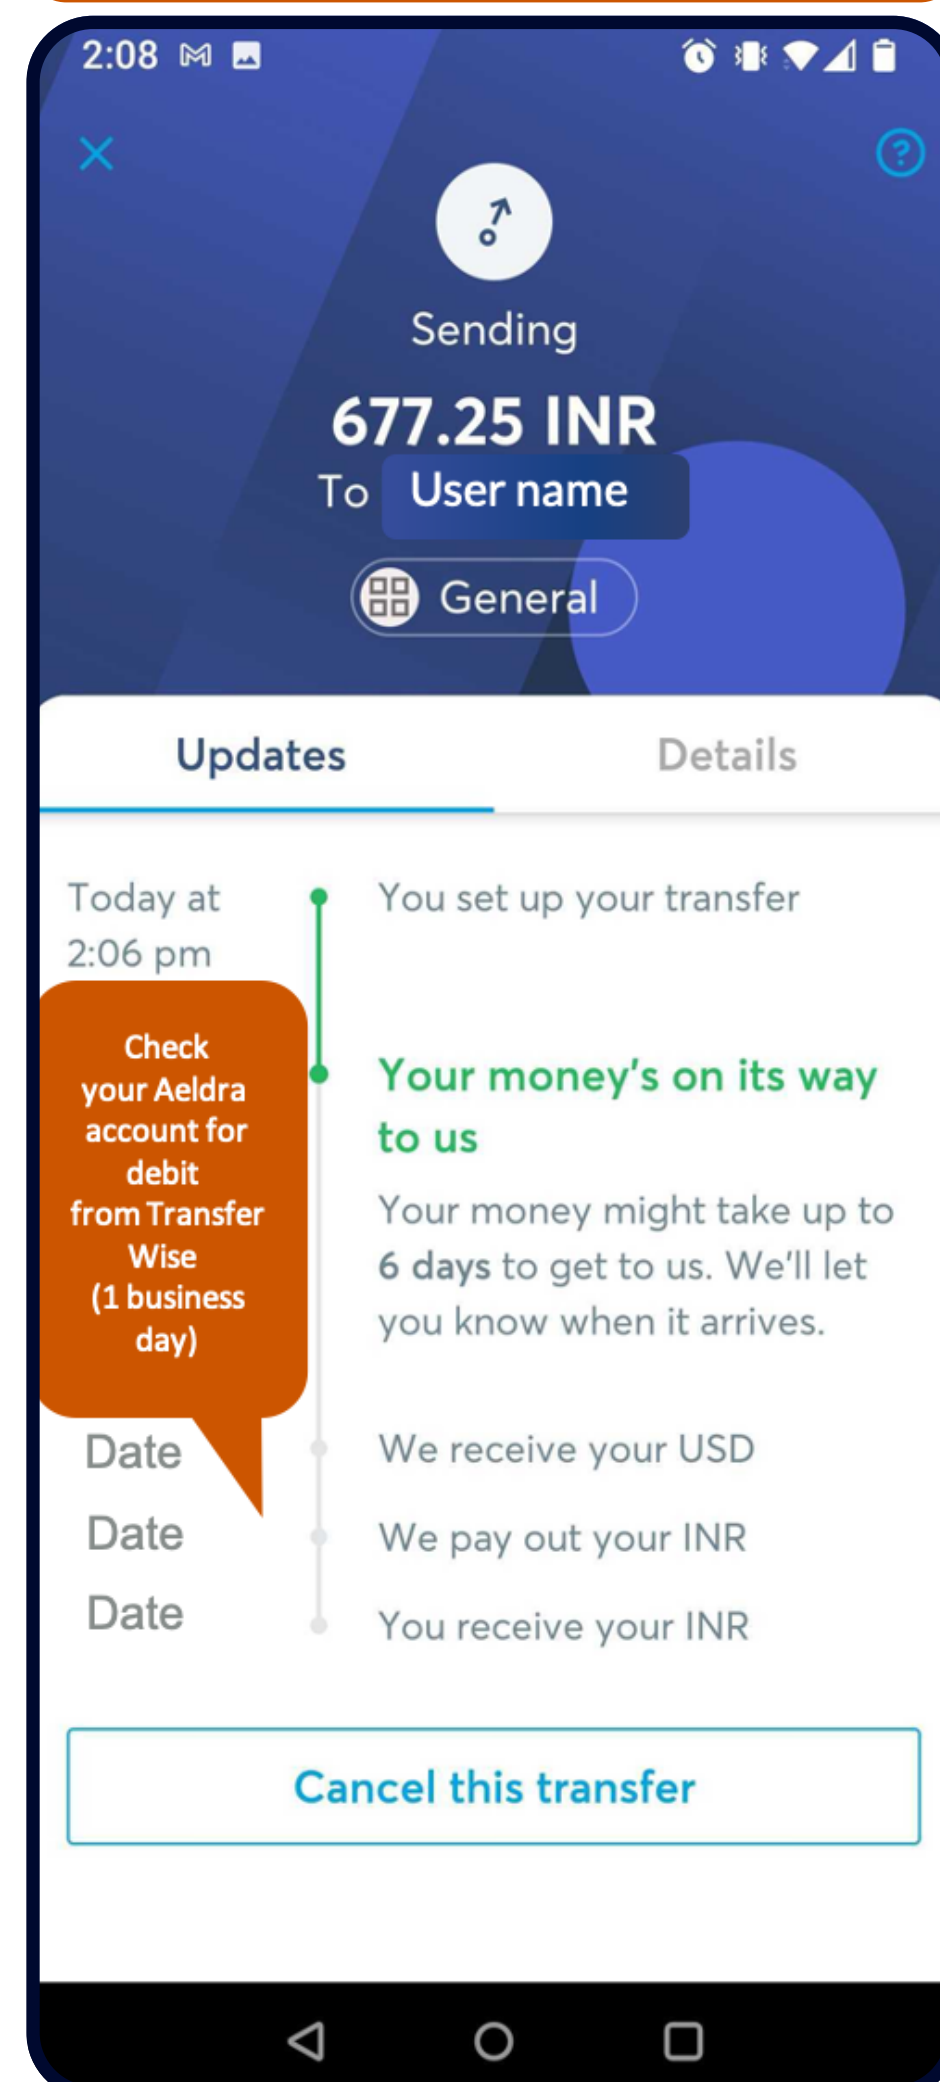 2:08
Sending
677.25 INR
To User name
General
Updates
Details
Today at
2:06 pm
You set up your transfer
Check
your Aeldra
account for
debit
from Transfer
Wise
(1 business
day)
Your money's on its way
to us
Your money might take up to
6 days to get to us. We'll let
you know when it arrives.
Date
We receive your USD
Date
We pay out your INR
Date
You receive your INR
Cancel this transfer